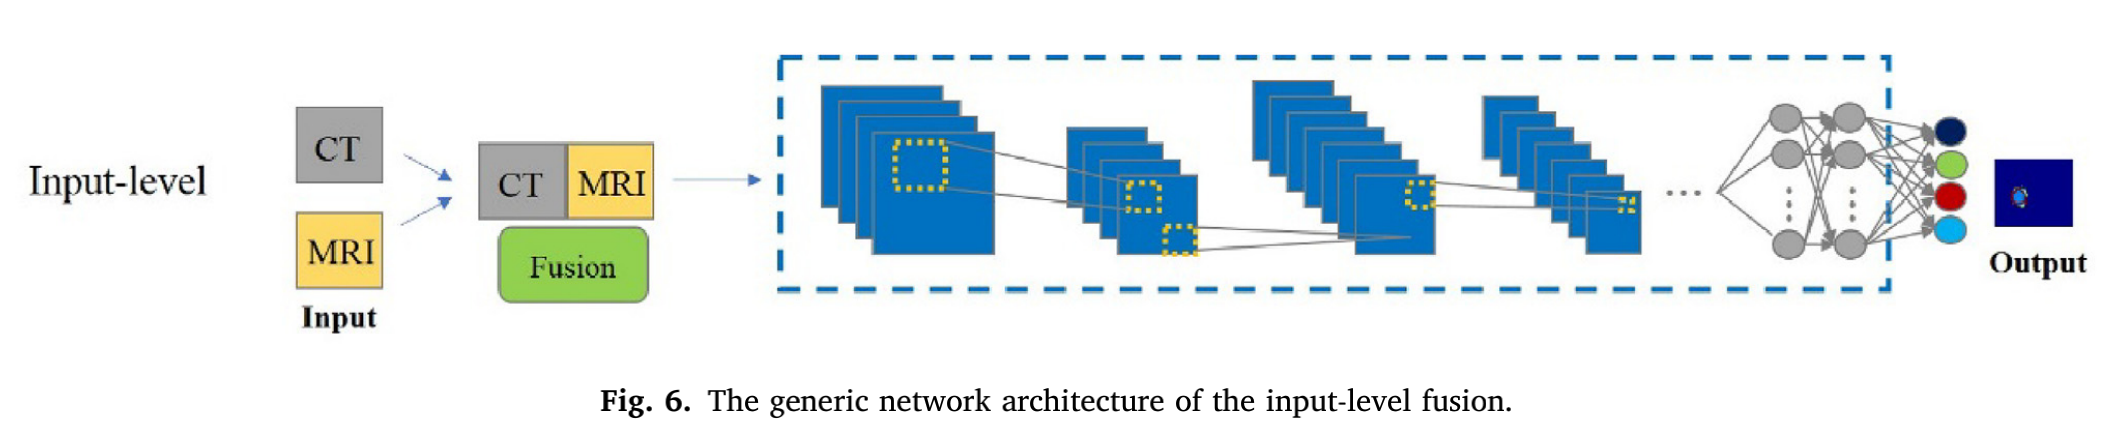 Input-level
CT
MRI
Input
CT MRI
Fusion
Output
Fig. 6. The generic network architecture of the input-level fusion.